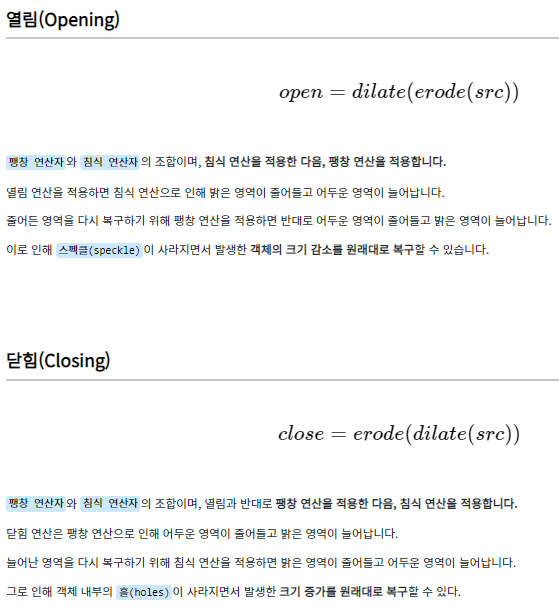 열림(Opening)
open = dilate(erode(src))
팽창 연산자와 침식 연산자의 조합이며, 침식 연산을 적용한 다음, 팽창 연산을 적용합니다.
열림 연산을 적용하면 침식 연산으로 인해 밝은 영역이 줄어들고 어두운 영역이 늘어납니다.
줄어든 영역을 다시 복구하기 위해 팽창 연산을 적용하면 반대로 어두운 영역이 줄어들고 밝은 영역이 늘어납니다.
이로 인해 스펙클(speckle)이 사라지면서 발생한 객체의 크기 감소를 원래대로 복구할 수 있습니다.
닫힘(Closing)
close = erode(dilate(src))
팽창 연산자와 침식 연산자의 조합이며, 열림과 반대로 팽창 연산을 적용한 다음, 침식 연산을 적용합니다.
닫힘 연산은 팽창 연산으로 인해 어두운 영역이 줄어들고 밝은 영역이 늘어납니다.
늘어난 영역을 다시 복구하기 위해 침식 연산을 적용하면 밝은 영역이 줄어들고 어두운 영역이 늘어납니다.
그로 인해 객체 내부의 홀(holes)이 사라지면서 발생한 크기 증가를 원래대로 복구할 수 있다.